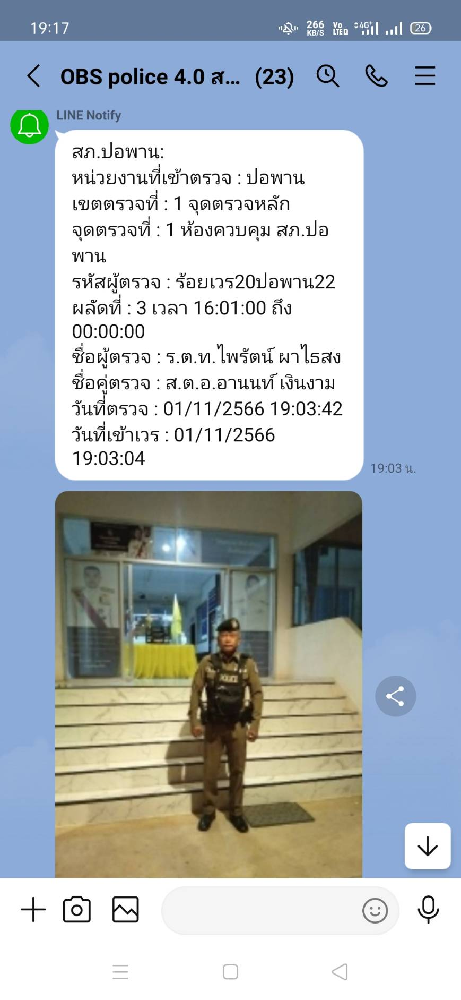 19:17
266 KB/S
Vo LTE
4G+
26
OBS police 4.0 ส... (23)
LINE Notify
สภ.ปอพาน:
หน่วยงานที่เข้าตรวจ : ปอพาน
เขตตรวจที่ : 1 จุดตรวจหลัก
จุดตรวจที่ : 1 ห้องควบคุม สภ.ปอ
พาน
รหัสผู้ตรวจ : ร้อยเวร20ปอพาน22
ผลัดที่ : 3 เวลา 16:01:00 ถึง
00:00:00
ชื่อผู้ตรวจ : ร.ต.ท.ไพรัตน์ ผาไธสง
ชื่อคู่ตรวจ : ส.ต.อ.อานนท์ เงินงาม
วันที่ตรวจ : 01/11/2566 19:03:42
วันที่เข้าเวร : 01/11/2566
19:03:04
19:03 น.
POLICE